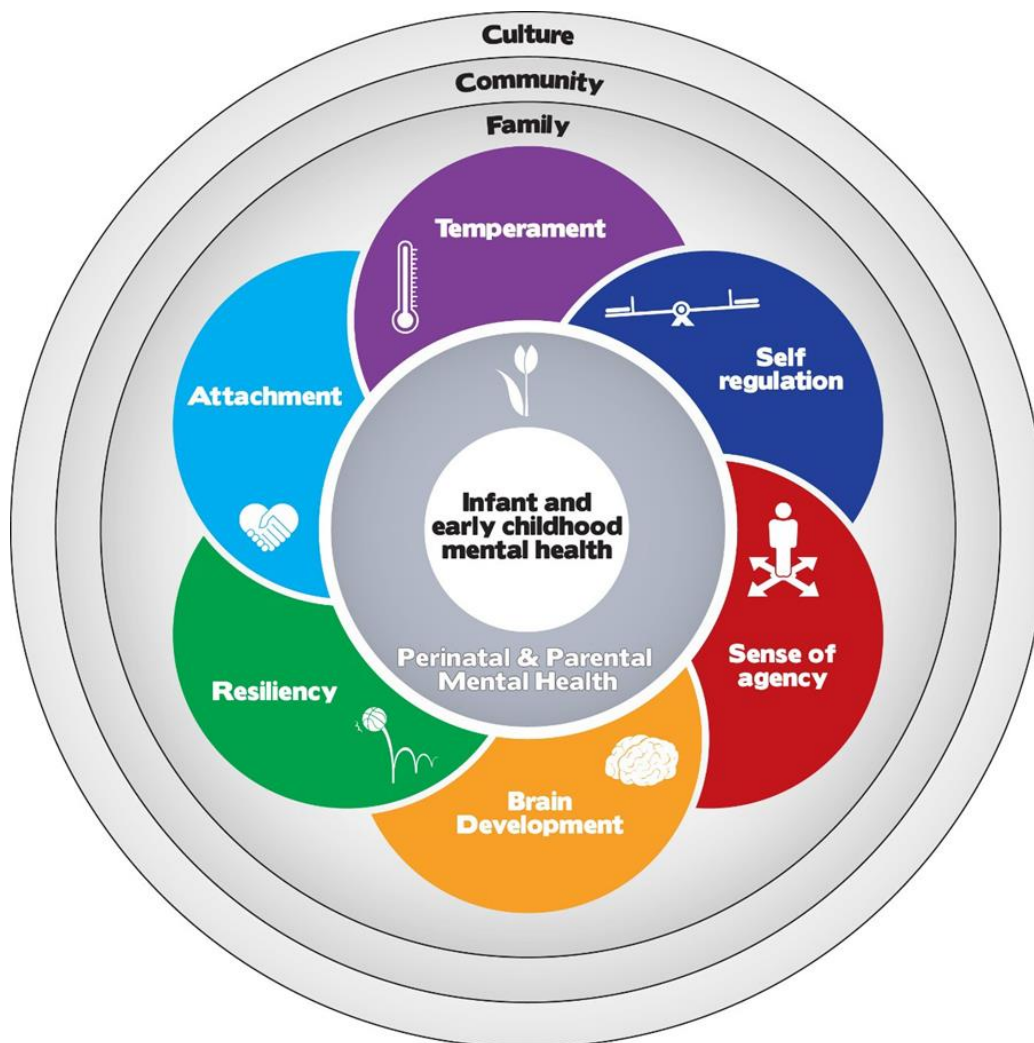 Culture
Community
Family
Temperament
Self
regulation
Attachment
Infant and
early childhood
mental health
Sense of
agency
Perinatal & Parental
Mental Health
Resiliency
Brain
Development